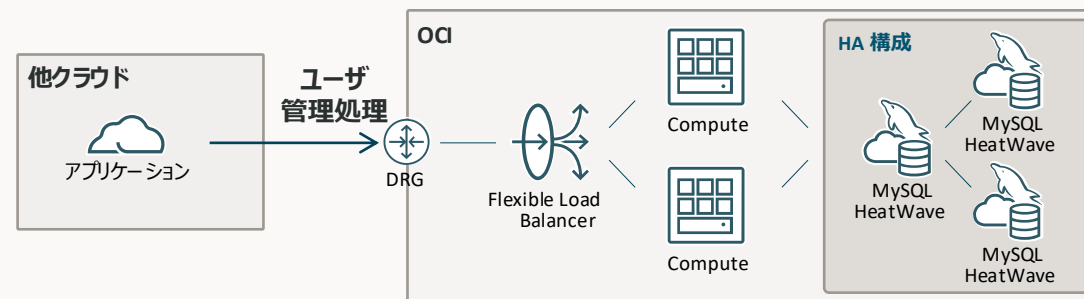 他クラウド
アプリケーション
ユーザ
管理処理
OCI
DRG
Flexible Load
Balancer
Compute
Compute
HA 構成
MySQL
HeatWave
MySQL
HeatWave
MySQL
HeatWave